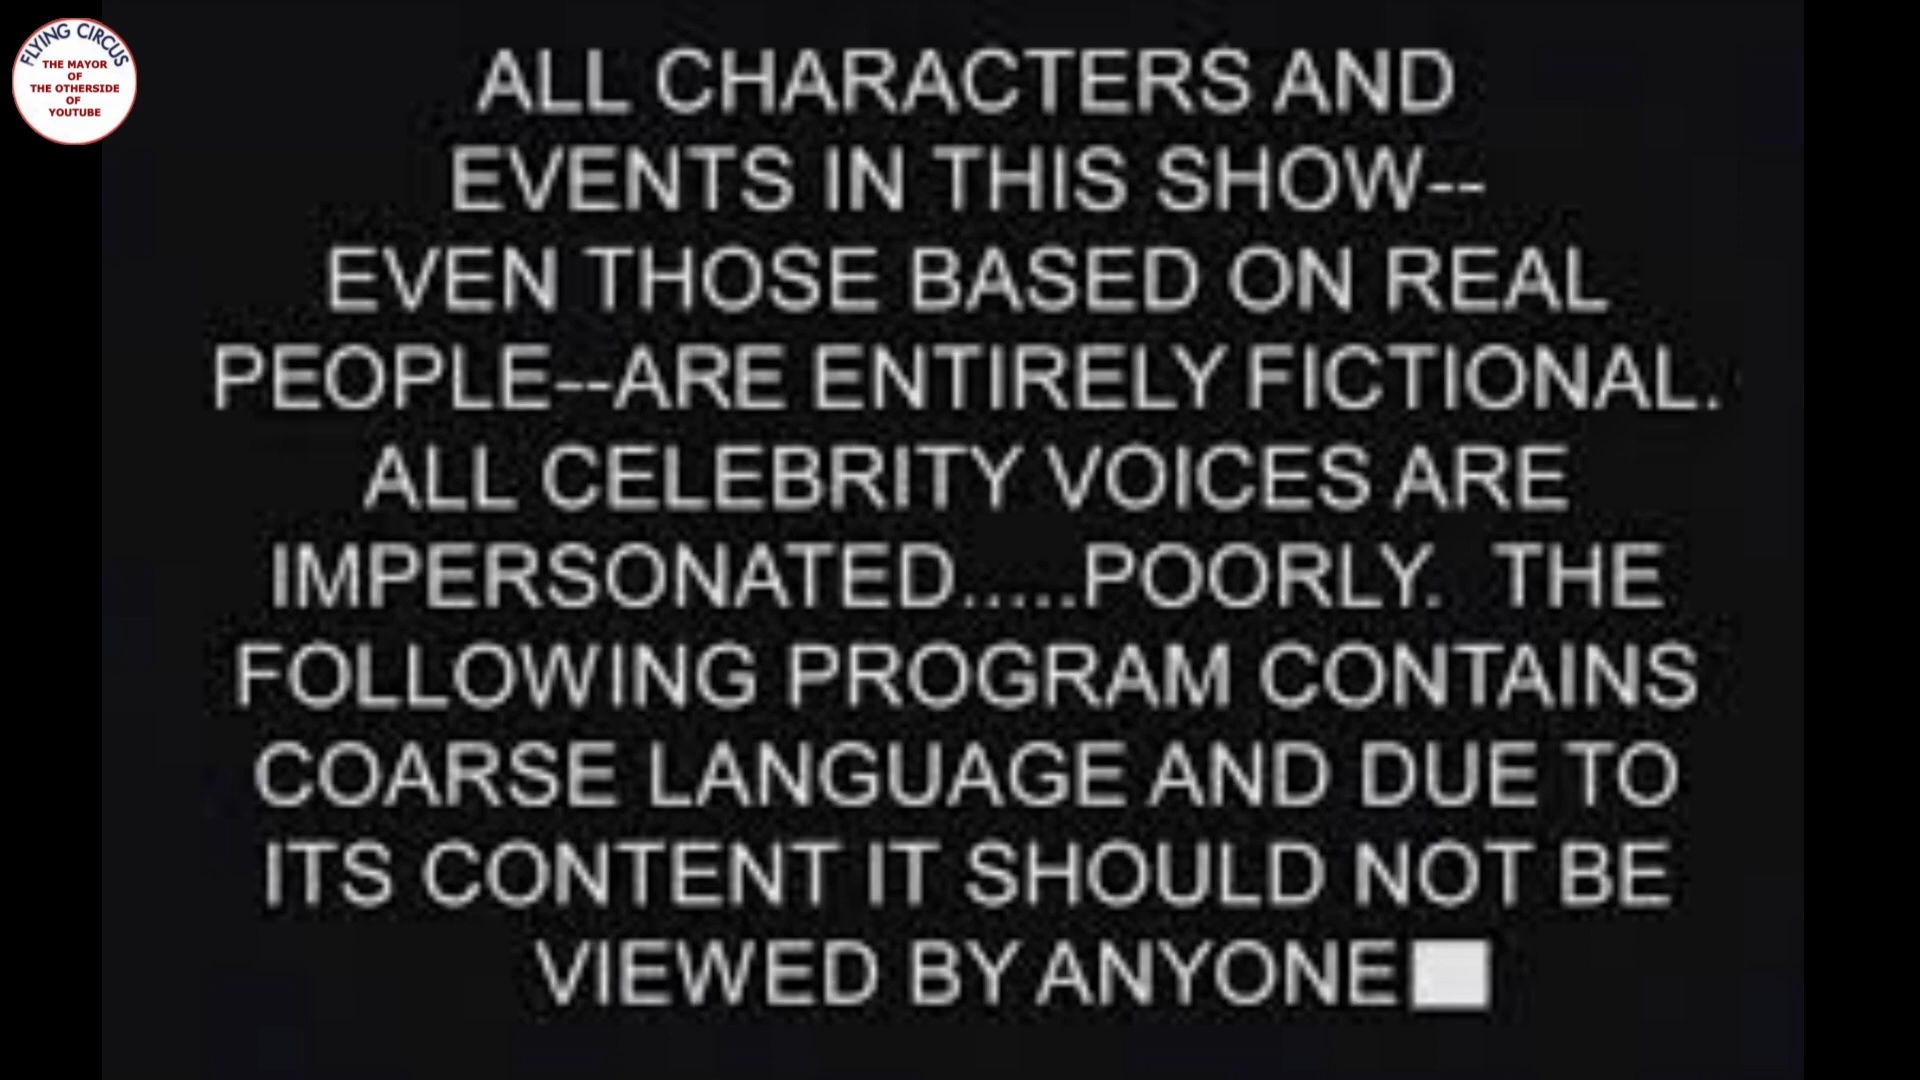 FLYING CIRCUS
THE MAYOR
OF
THE OTHERSIDE
OF
YOUTUBE
ALL CHARACTERS AND
EVENTS IN THIS SHOW--
EVEN THOSE BASED ON REAL
PEOPLE--ARE ENTIRELY FICTIONAL.
ALL CELEBRITY VOICES ARE
IMPERSONATED.....POORLY. THE
FOLLOWING PROGRAM CONTAINS
COARSE LANGUAGE AND DUE TO
ITS CONTENT IT SHOULD NOT BE
VIEWED BY ANYONE